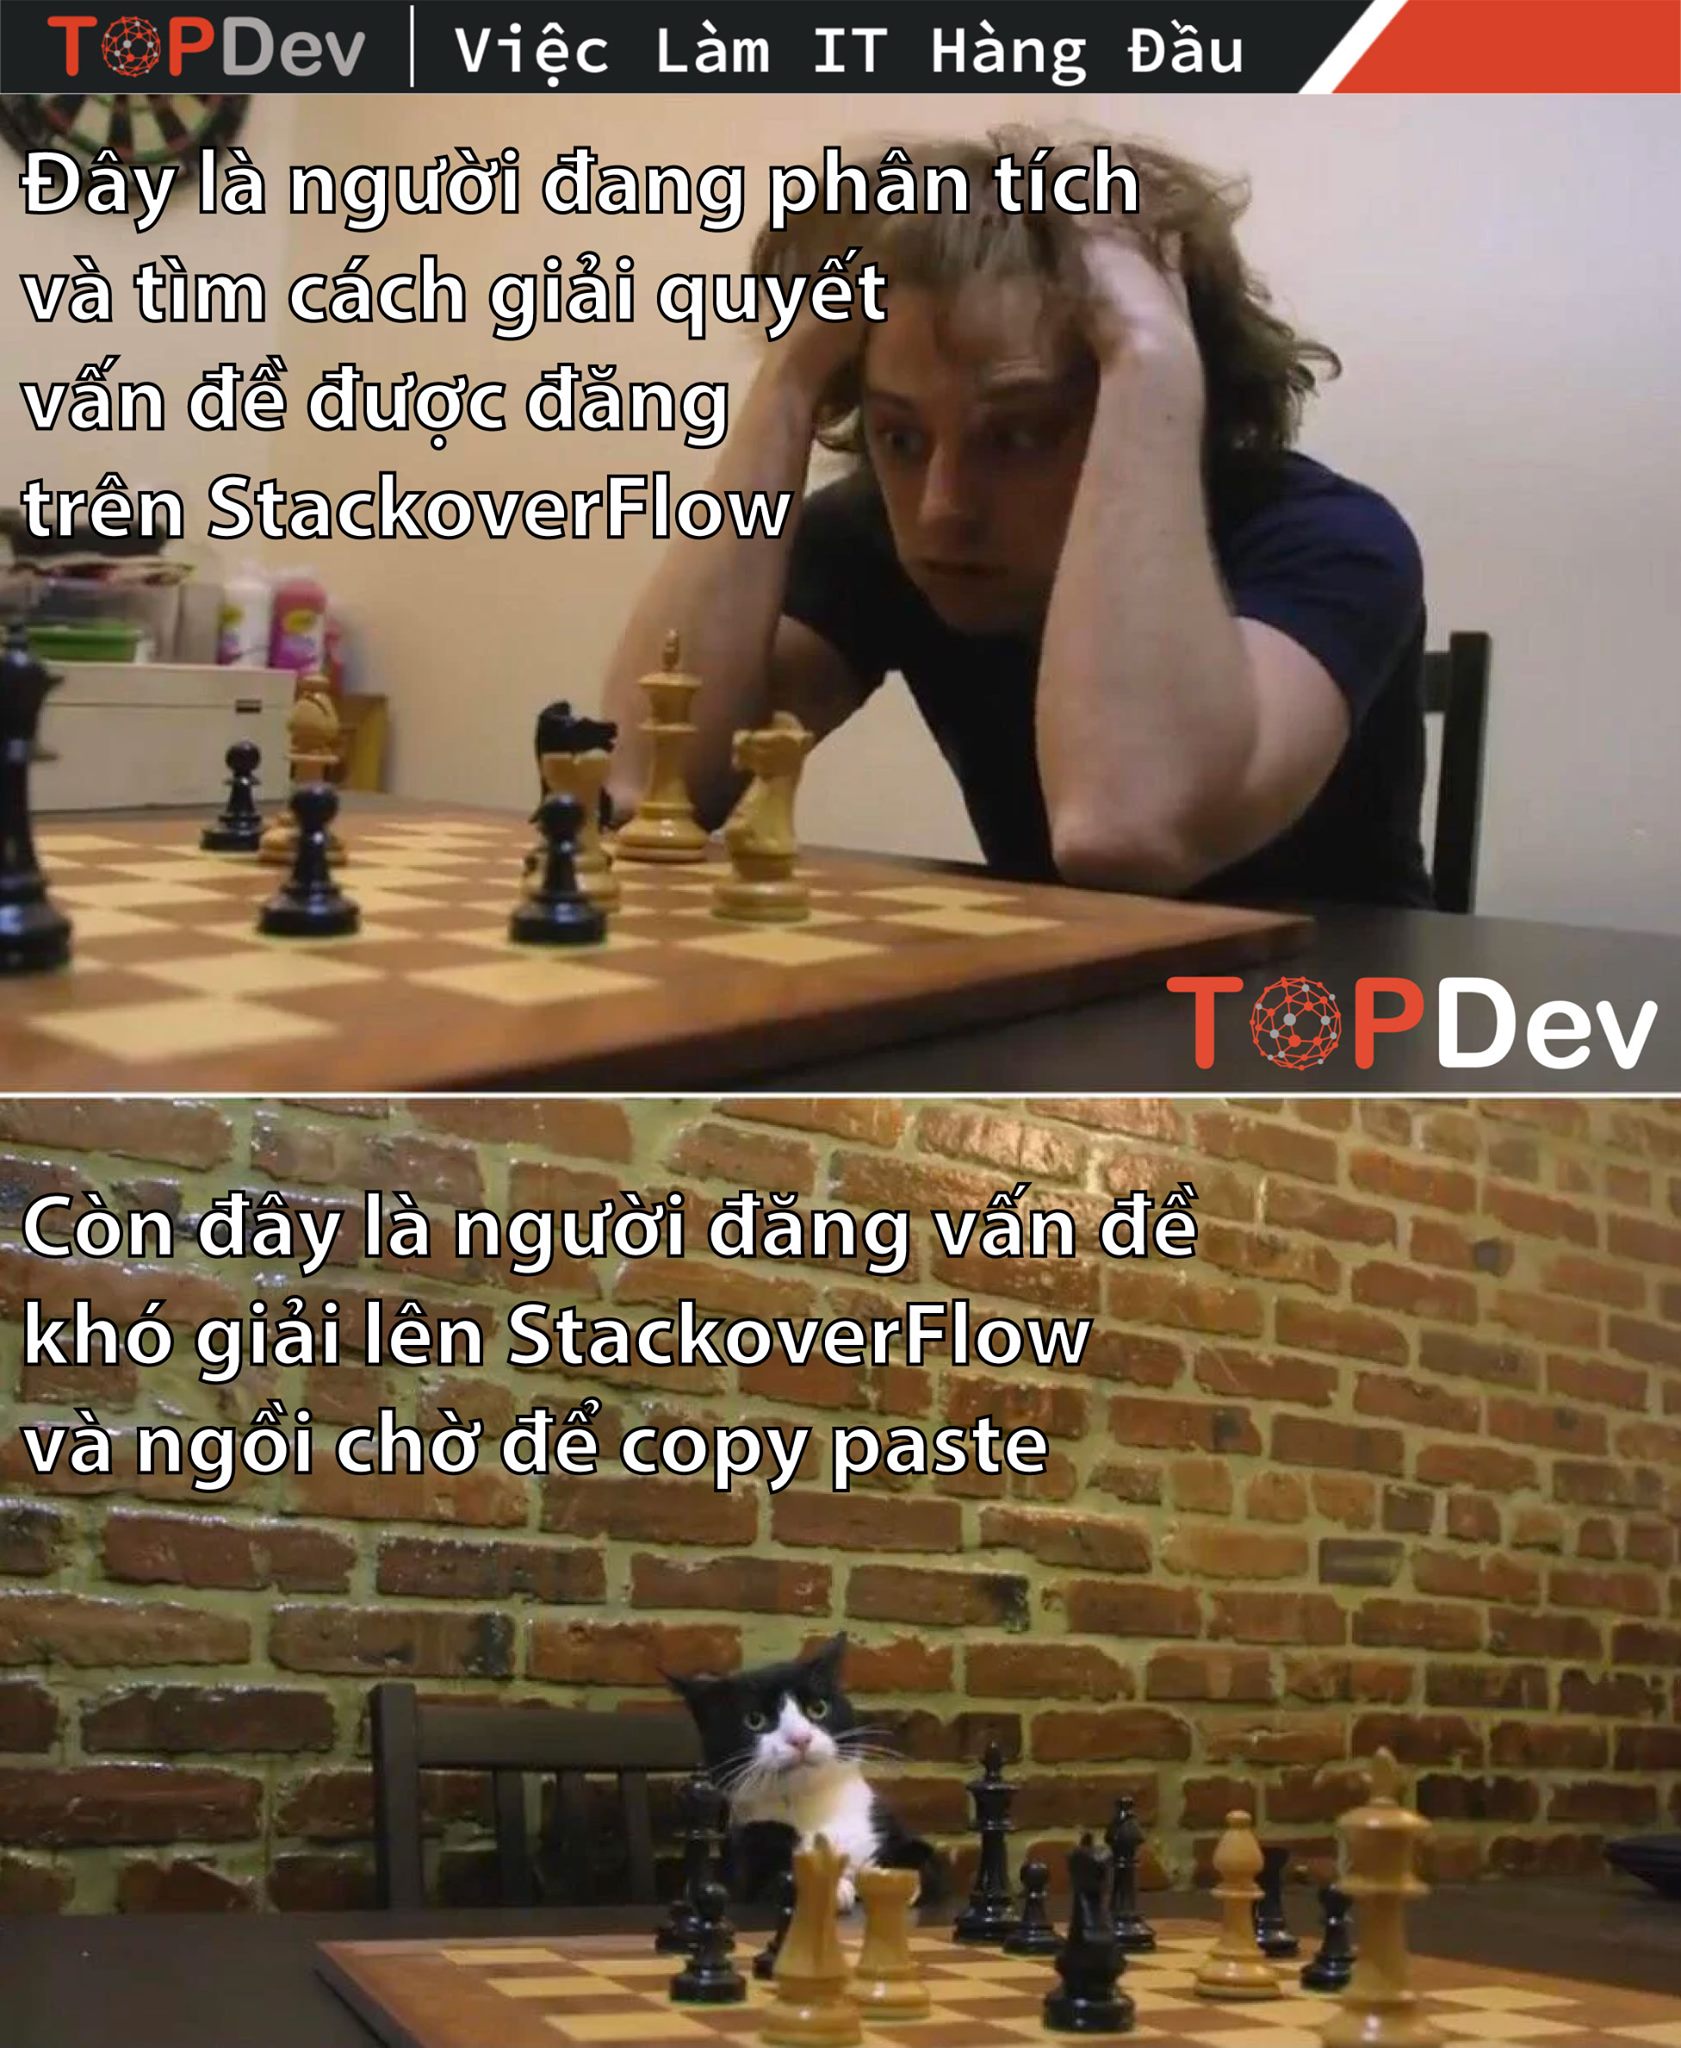 TOPDev | Việc Làm IT Hàng Đầu
Đây là người đang phân tích
và tìm cách giải quyết
vấn đề được đăng
trên StackoverFlow
TOPDev
Còn đây là người đăng vấn đề
khó giải lên StackoverFlow
và ngồi chờ để copy paste